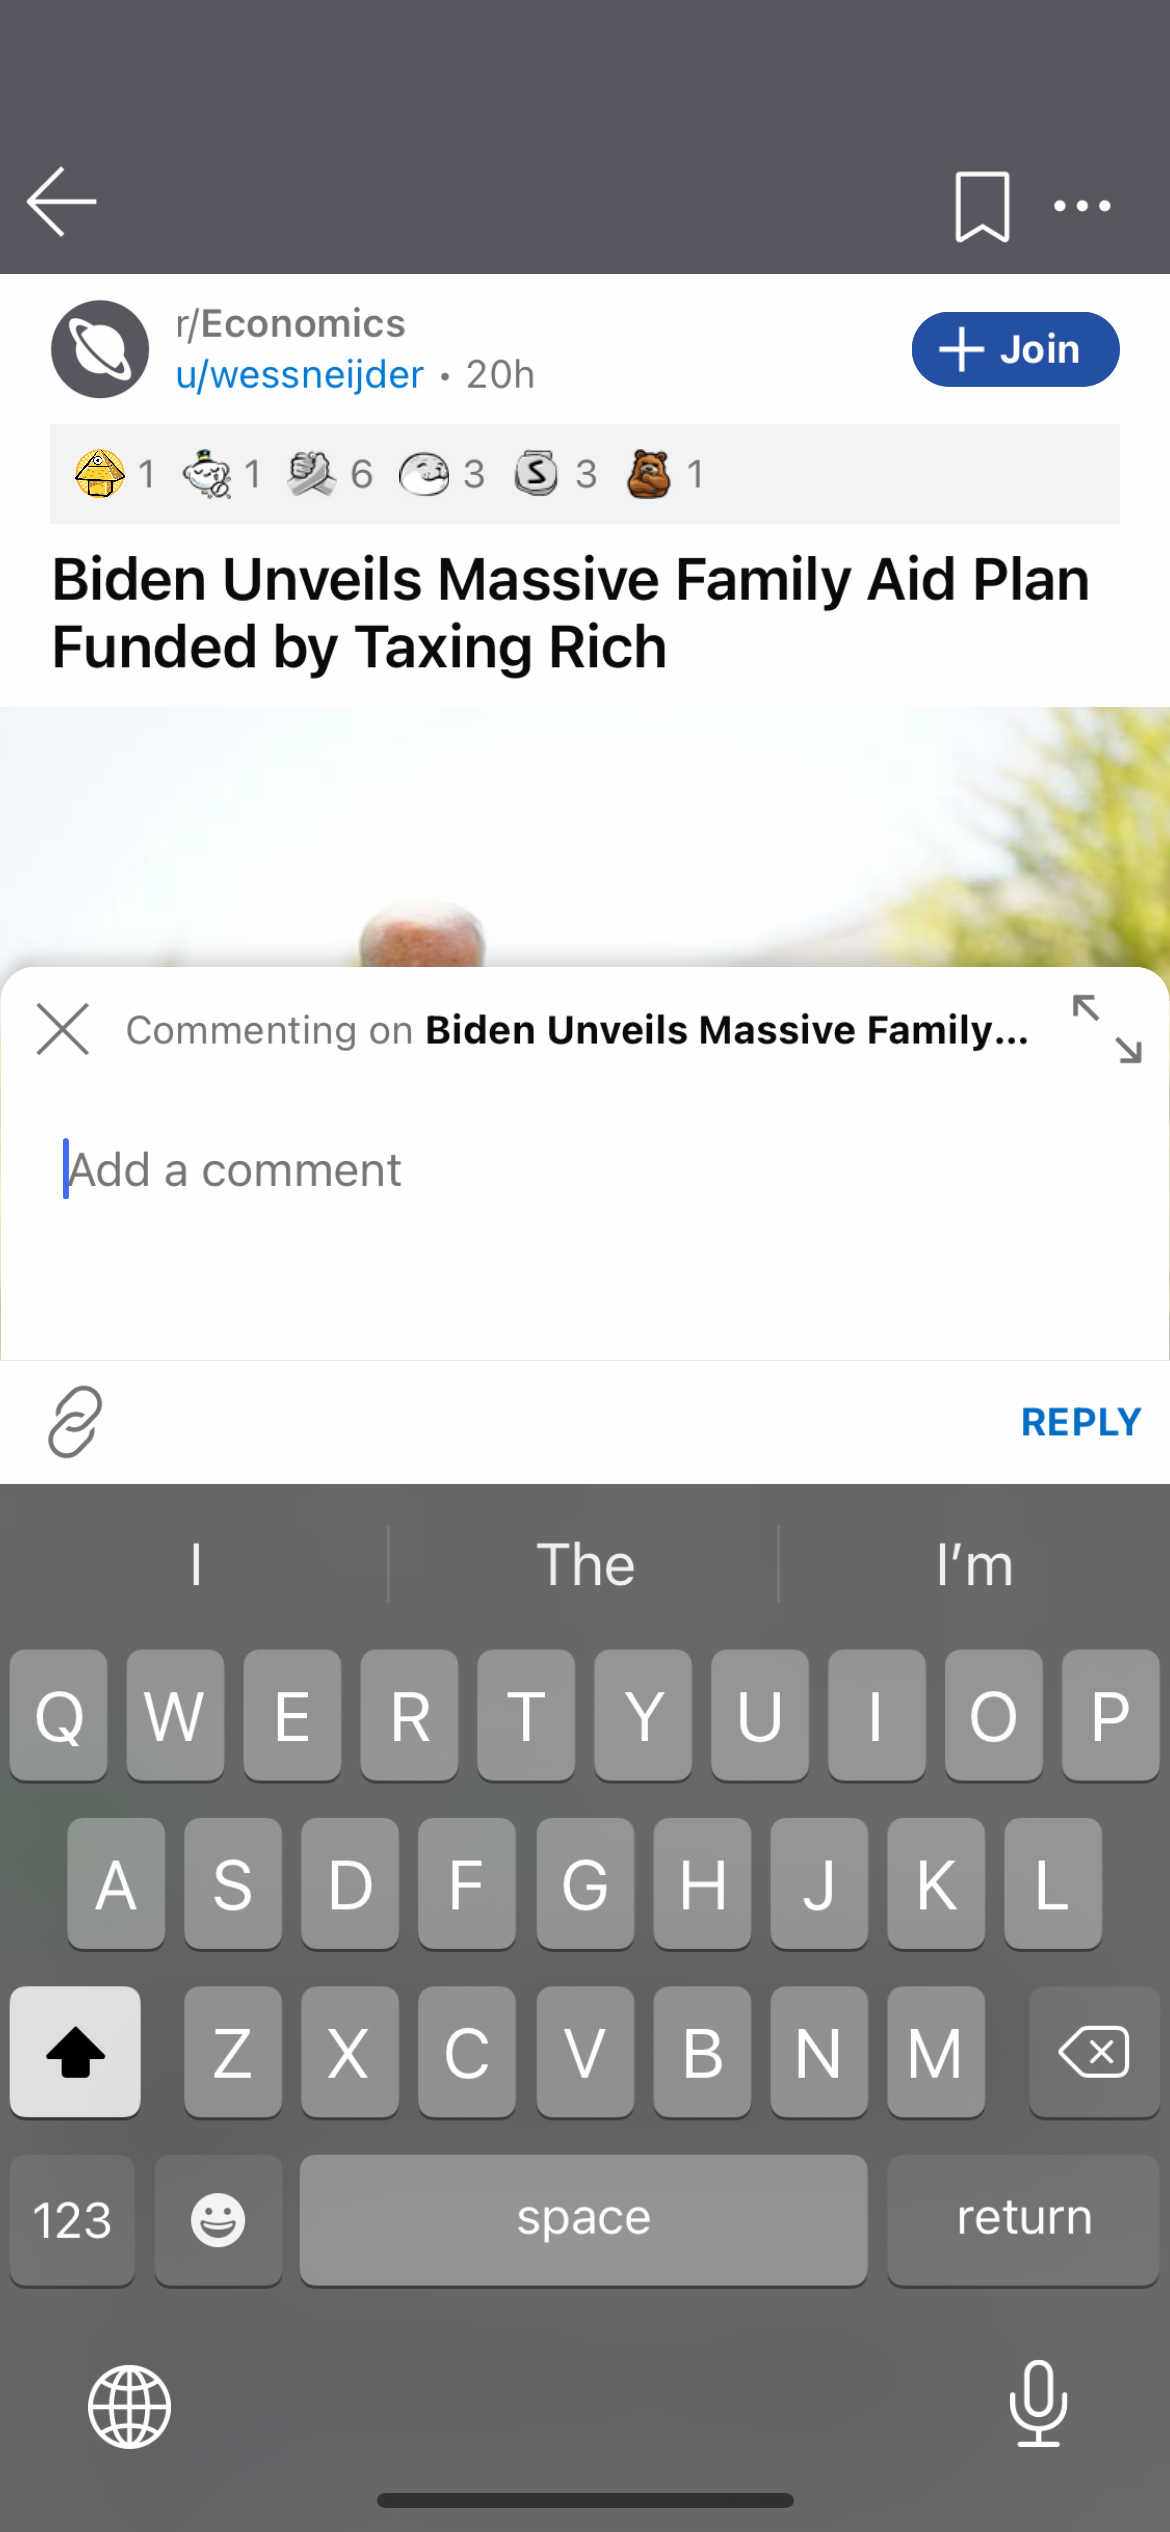 r/Economics
u/wessneijder • 20h
Join
1 1 6 3 S 3 1
Biden Unveils Massive Family Aid Plan
Funded by Taxing Rich
Commenting on Biden Unveils Massive Family...
Add a comment
REPLY
I The I’m
Q W E R T Y U I O P
A S D F G H J K L
Z X C V B N M
123 space return